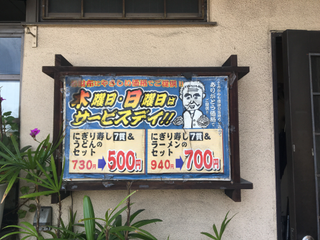 水曜日・日曜日は
サービスデイ!!
にぎり寿し7貫&
うどんの
セット
730円→500円
にぎり寿し7貫&
ラーメンの
セット
940円→700円